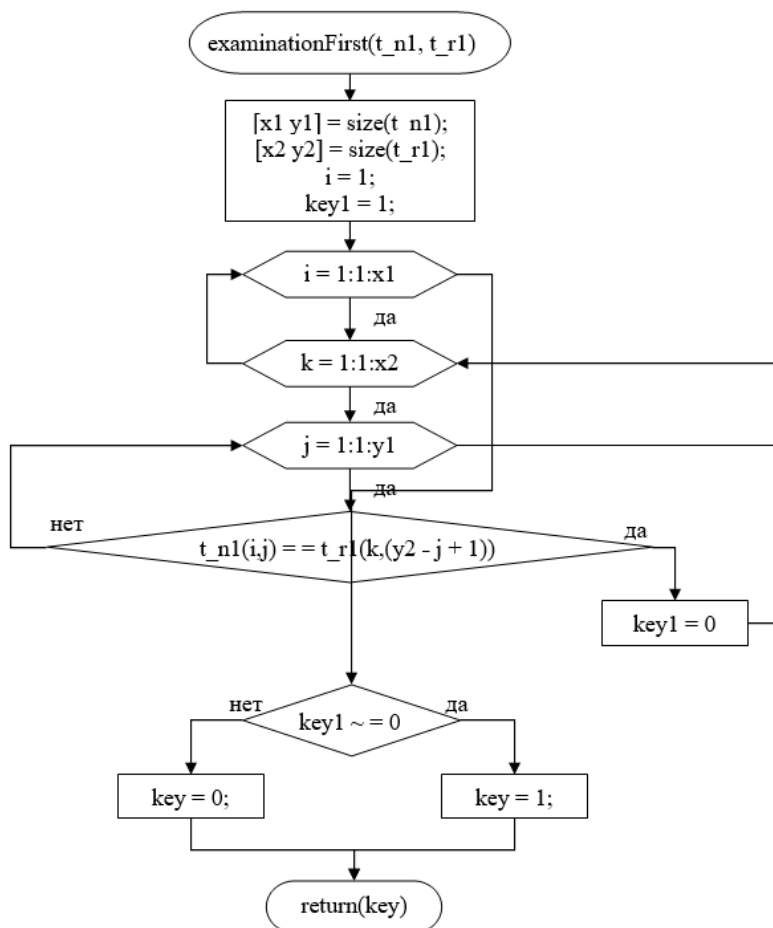 examinationFirst(t_n1, t_r1)
[x1 y1] = size(t_n1);
[x2 y2] = size(t_r1);
i = 1;
key1 = 1;
i = 1:1:x1
да
k = 1:1:x2
да
j = 1:1:y1
да
нет
да
t_n1(i,j) = = t_r1(k,(y2 - j + 1))
key1 = 0
нет
да
key1 ~ = 0
key = 0;
key = 1;
return(key)